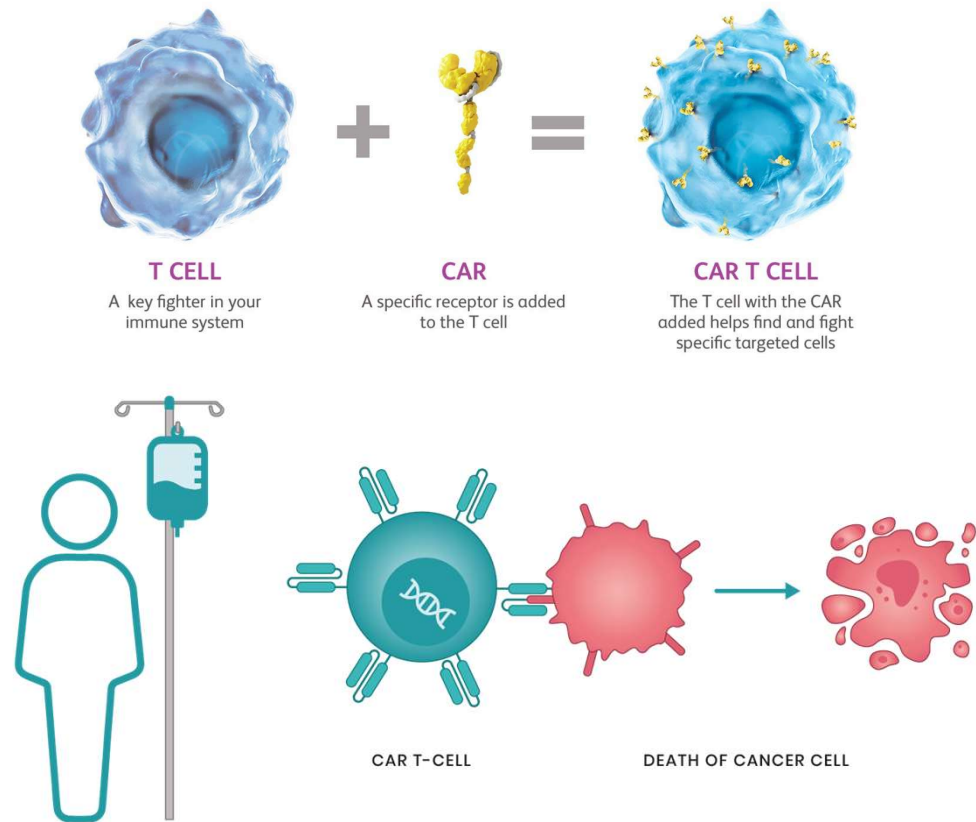 T CELL
A key fighter in your
immune system
CAR
A specific receptor is added
to the T cell
CAR T CELL
The T cell with the CAR
added helps find and fight
specific targeted cells
CAR T-CELL
DEATH OF CANCER CELL